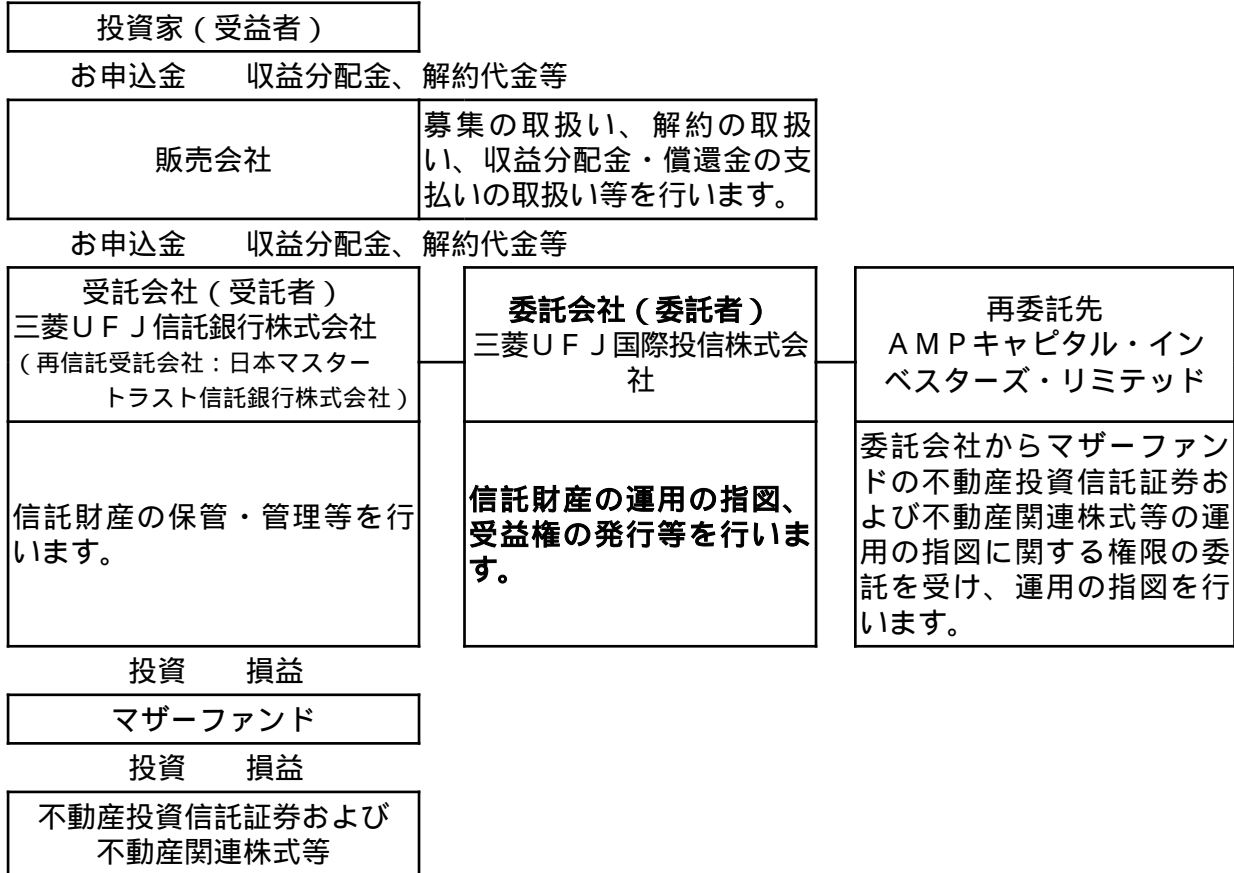 投資家（受益者）
お申込金　　収益分配金、解約代金等
販売会社
募集の取扱い、解約の取扱
い、収益分配金・償還金の支
払いの取扱い等を行います。
お申込金　　収益分配金、解約代金等
受託会社（受託者）
三菱ＵＦＪ信託銀行株式会社
（再信託受託会社：日本マスター
トラスト信託銀行株式会社）
委託会社（委託者）
三菱ＵＦＪ国際投信株式会
社
再委託先
ＡＭＰキャピタル・イン
ベスターズ・リミテッド
信託財産の保管・管理等を行
います。
信託財産の運用の指図、
受益権の発行等を行いま
す。
委託会社からマザーファン
ドの不動産投資信託証券お
よび不動産関連株式等の運
用の指図に関する権限の委
託を受け、運用の指図を行
います。
投資　　損益
マザーファンド
投資　　損益
不動産投資信託証券および
不動産関連株式等